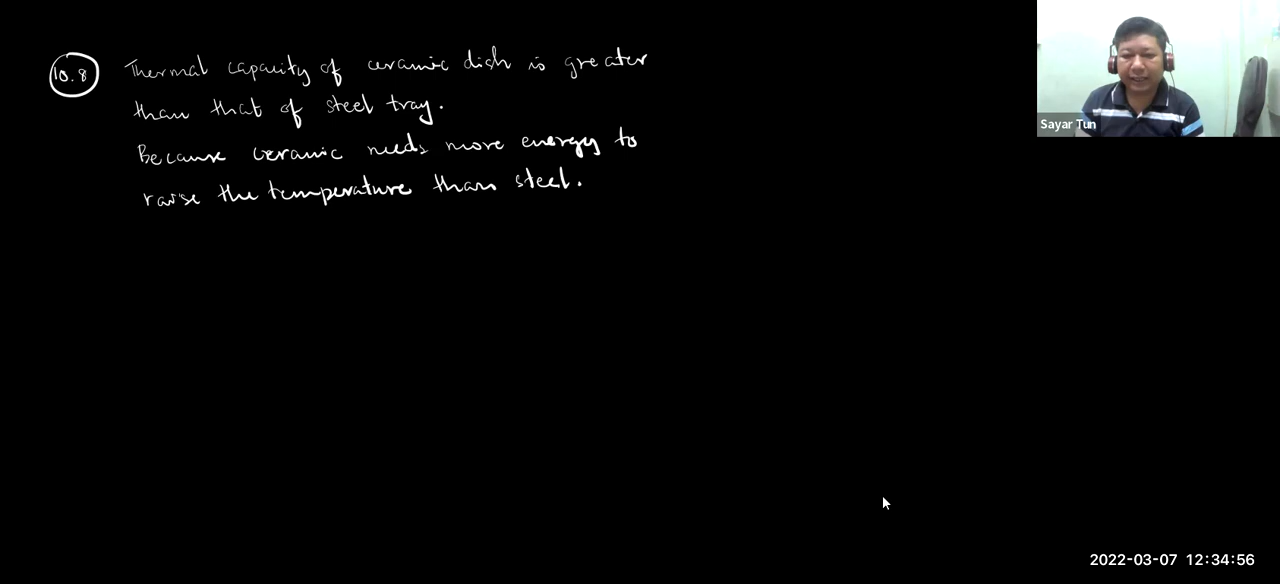 10.8 Thermal capacity of ceramic dish is greater
than that of steel tray.
Because ceramic needs more energy to
raise the temperature than steel.
Sayar Tun
2022-03-07 12:34:56